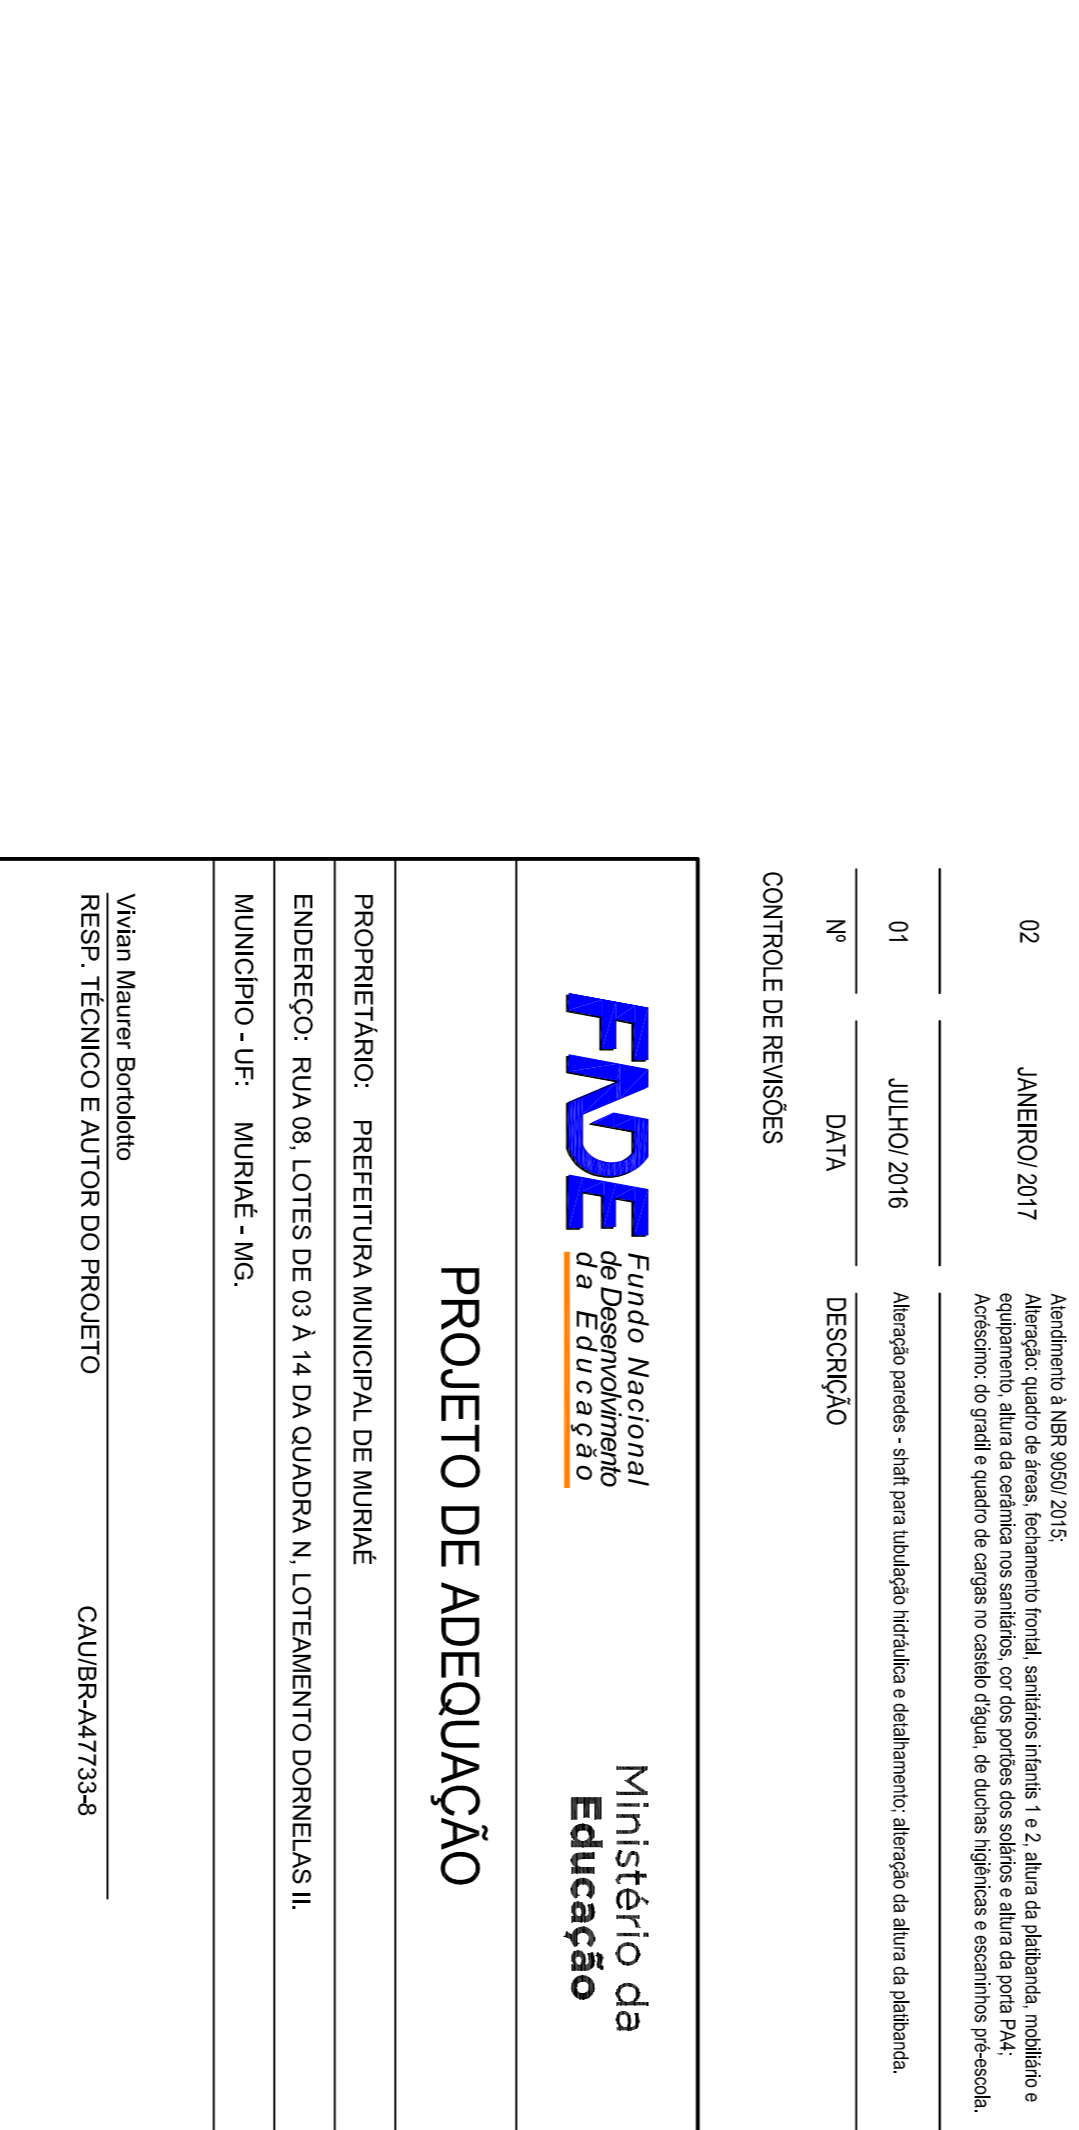 Atendimento à NBR 9050/ 2015;
Alteração: quadro de áreas, fechamento frontal, sanitários infantis 1 e 2, altura da platibanda, mobiliário e
equipamento, altura da cerâmica nos sanitários, cor dos portões dos solários e altura da porta PA4;
Acréscimo: do gradil e quadro de cargas no castelo d'água, de duchas higiênicas e escaninhos pré-escola.
02 JANEIRO/ 2017
01 JULHO/ 2016 Alteração paredes - shaft para tubulação hidráulica e detalhamento; alteração da altura da platibanda.
Nº DATA DESCRIÇÃO
CONTROLE DE REVISÕES
FNDE
Fundo Nacional
de Desenvolvimento
da Educação
Ministério da
Educação
PROJETO DE ADEQUAÇÃO
PROPRIETÁRIO: PREFEITURA MUNICIPAL DE MURIAÉ
ENDEREÇO: RUA 08, LOTES DE 03 À 14 DA QUADRA N, LOTEAMENTO DORNELAS II.
MUNICÍPIO - UF: MURIAÉ - MG.
Vivian Maurer Bortolotto
RESP. TÉCNICO E AUTOR DO PROJETO CAU/BR-A47733-8